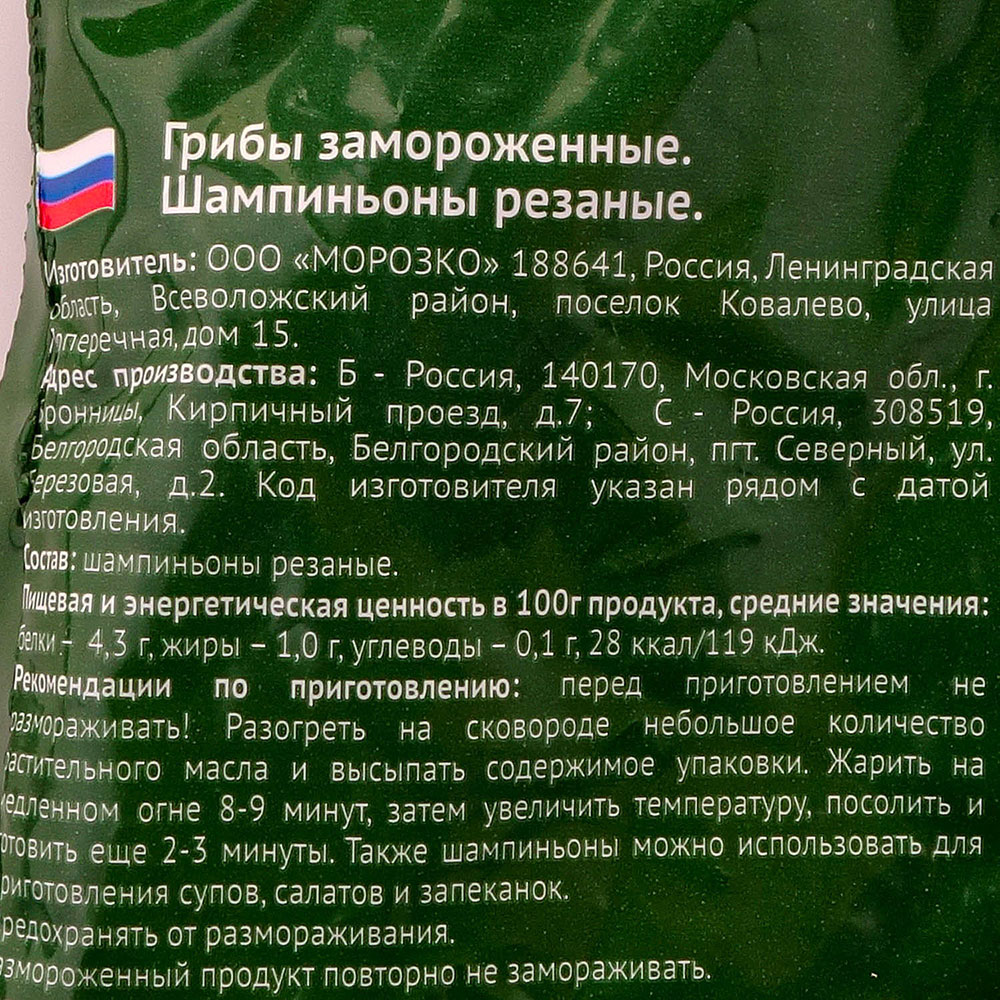 Грибы замороженные.
Шампиньоны резаные.
Изготовитель: ООО «МОРОЗКО» 188641, Россия, Ленинградская
область, Всеволожский район, поселок Ковалево, улица
Поперечная, дом 15.
Адрес производства: Б - Россия, 140170, Московская обл., г.
Бронницы, Кирпичный проезд, д.7; С - Россия, 308519,
Белгородская область, Белгородский район, пгт. Северный, ул.
Березовая, д.2. Код изготовителя указан рядом с датой
изготовления.
Состав: шампиньоны резаные.
Пищевая и энергетическая ценность в 100г продукта, средние значения:
белки – 4,3 г, жиры – 1,0 г, углеводы – 0,1 г, 28 ккал/119 кДж.
Рекомендации по приготовлению: перед приготовлением не
размораживать! Разогреть на сковороде небольшое количество
растительного масла и высыпать содержимое упаковки. Жарить на
медленном огне 8-9 минут, затем увеличить температуру, посолить и
готовить еще 2-3 минуты. Также шампиньоны можно использовать для
приготовления супов, салатов и запеканок.
Предохранять от размораживания.
Размороженный продукт повторно не замораживать.